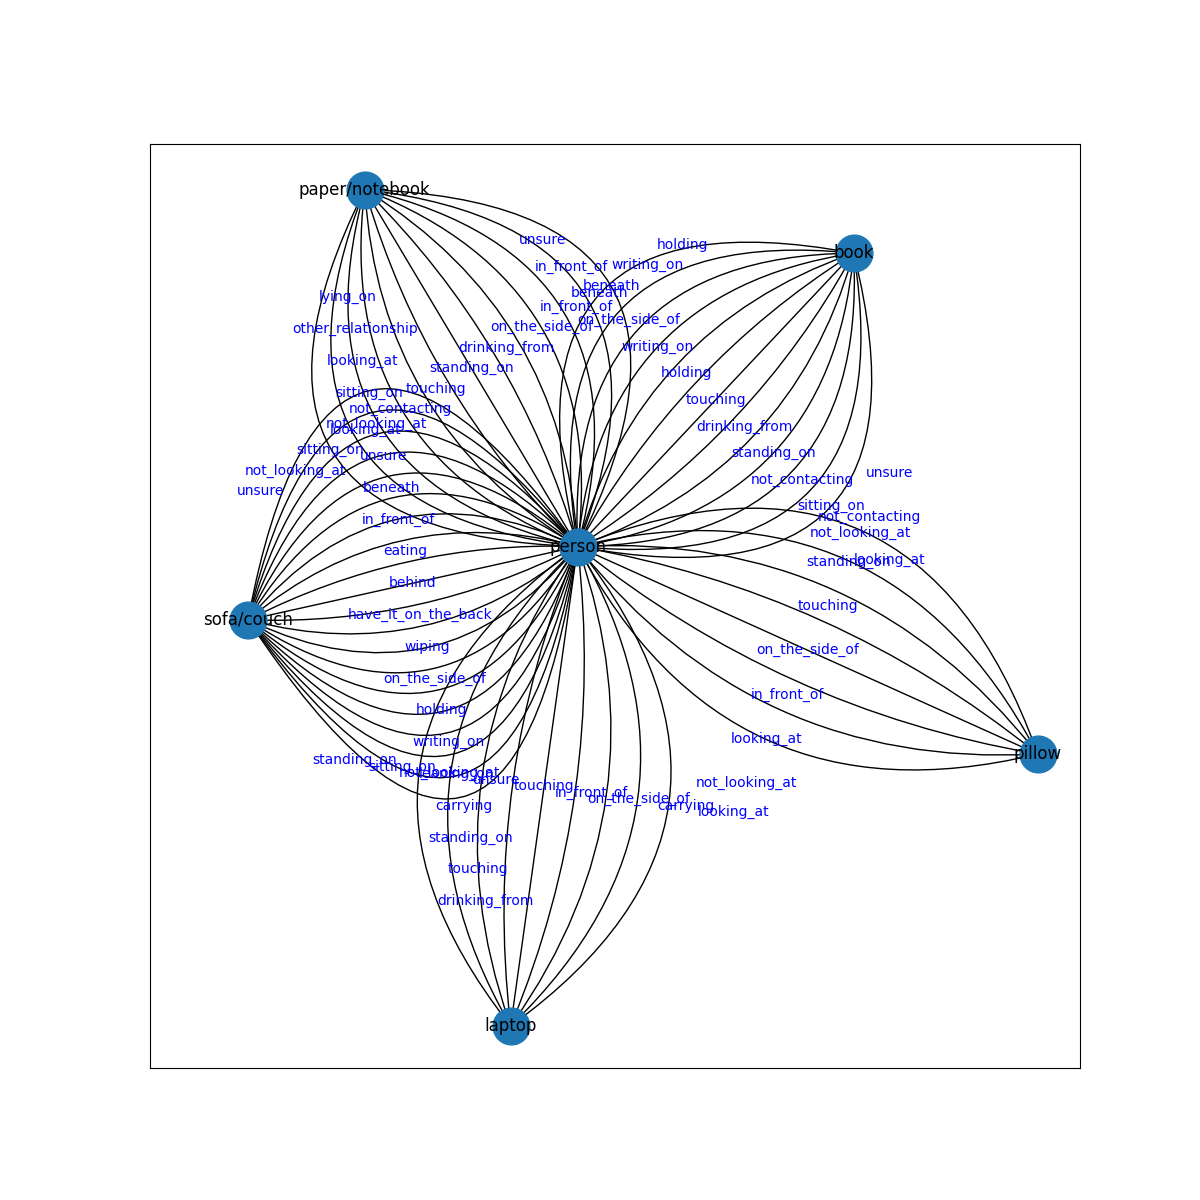 paper/notebook
unsure
holding
book
writing_on
in_front_of
beneath
beneath
lying_on
in_front_of
on_the_side_of
other_relationship
on_the_side_of
drinking_from
writing_on
looking_at
standing_on
holding
touching
sitting_on
touching
not_contacting
not_looking_at
looking_at
drinking_from
sitting_on
unsure
standing_on
not_looking_at
unsure
not_contacting
unsure
beneath
sitting_on
in_front_of
not_contacting
not_looking_at
person
eating
standing_on
looking_at
behind
touching
have_it_on_the_back
sofa/couch
wiping
on_the_side_of
on_the_side_of
in_front_of
holding
writing_on
looking_at
pillow
standing_on
sitting_on
not_looking_at
unsure
touching
not_looking_at
in_front_of
on_the_side_of
carrying
carrying
looking_at
standing_on
touching
drinking_from
laptop